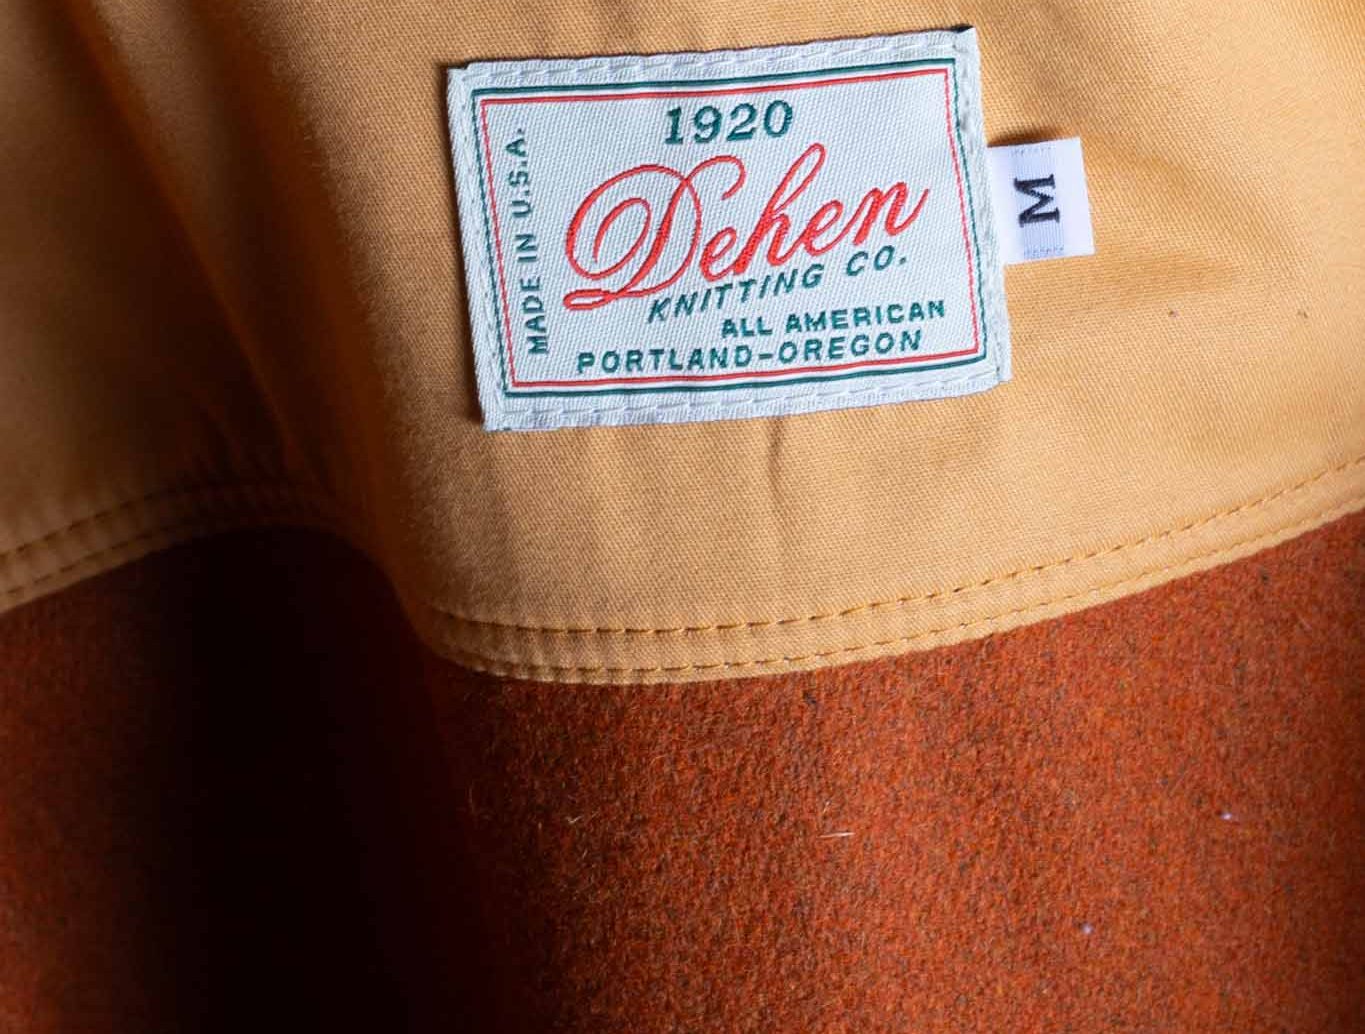 1920
Dehen
KNITTING CO.
ALL AMERICAN
PORTLAND-OREGON
MADE IN U.S.A.
M